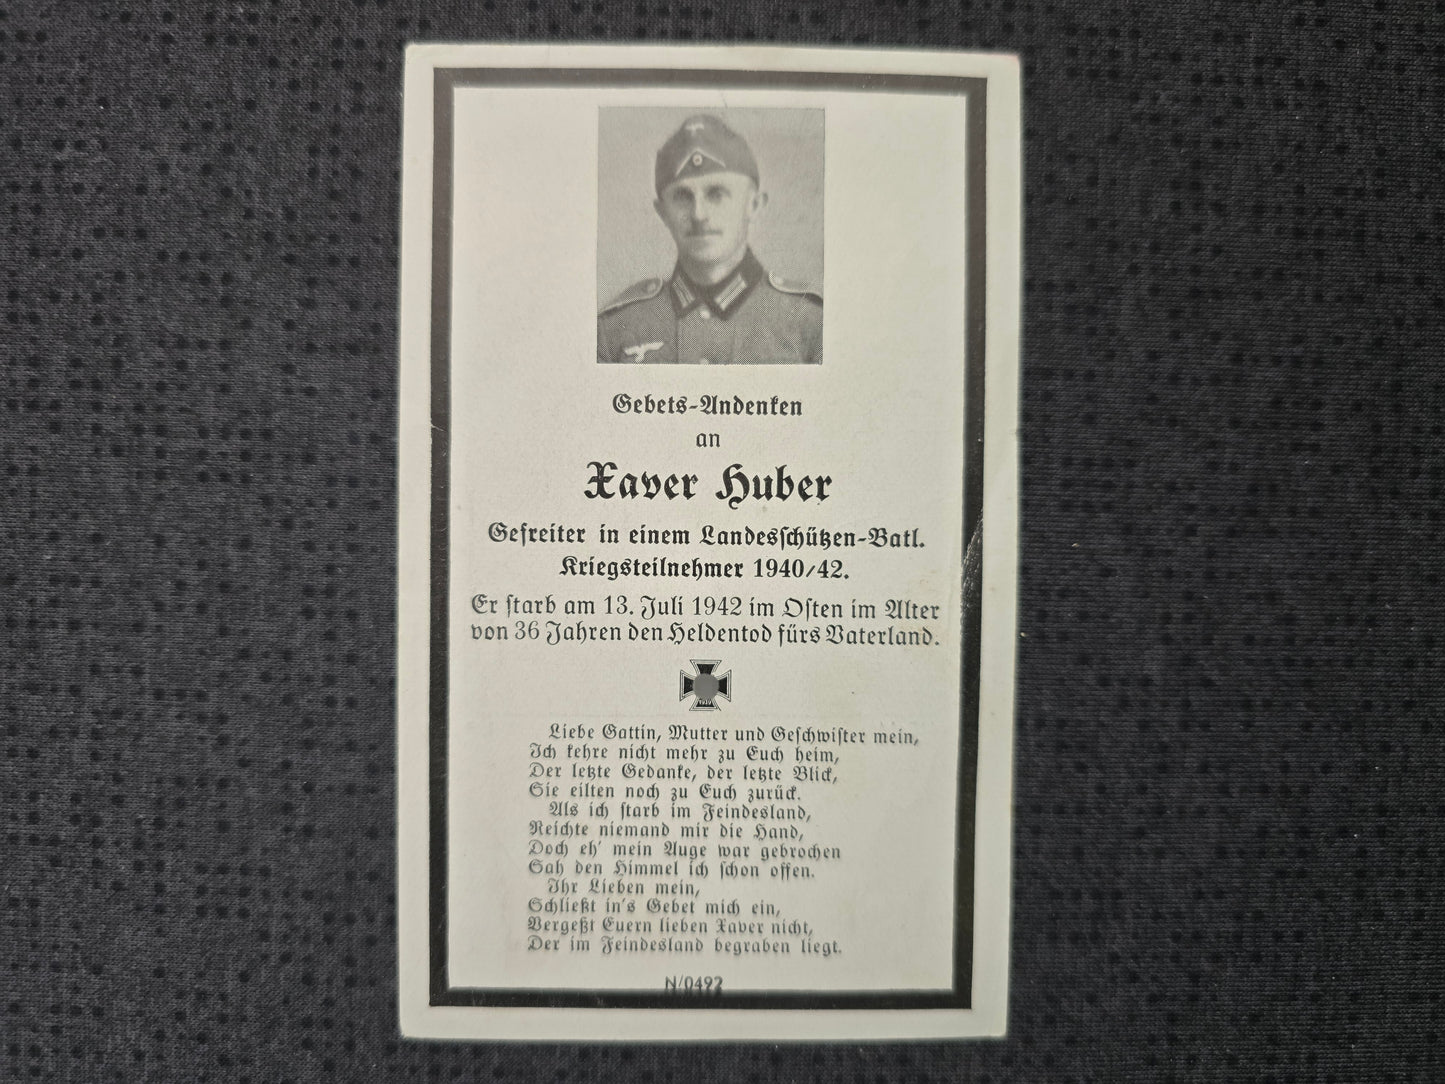 Gebets-Andenken
an
Xaver Huber
Gefreiter in einem Landesschützen-Batl.
Kriegsteilnehmer 1940/42.
Er starb am 13. Juli 1942 im Osten im Alter
von 36 Jahren den Heldentod fürs Vaterland.
1939
Liebe Gattin, Mutter und Geschwister mein,
Ich kehre nicht mehr zu Euch heim,
Der letzte Gedanke, der letzte Blick,
Sie eilten noch zu Euch zurück.
Als ich starb im Feindesland,
Reichte niemand mir die Hand,
Doch eh' mein Auge war gebrochen
Sah den Himmel ich schon offen.
Ihr Lieben mein,
Schließt in's Gebet mich ein,
Vergeßt Euern lieben Xaver nicht,
Der im Feindesland begraben liegt.
N/0492